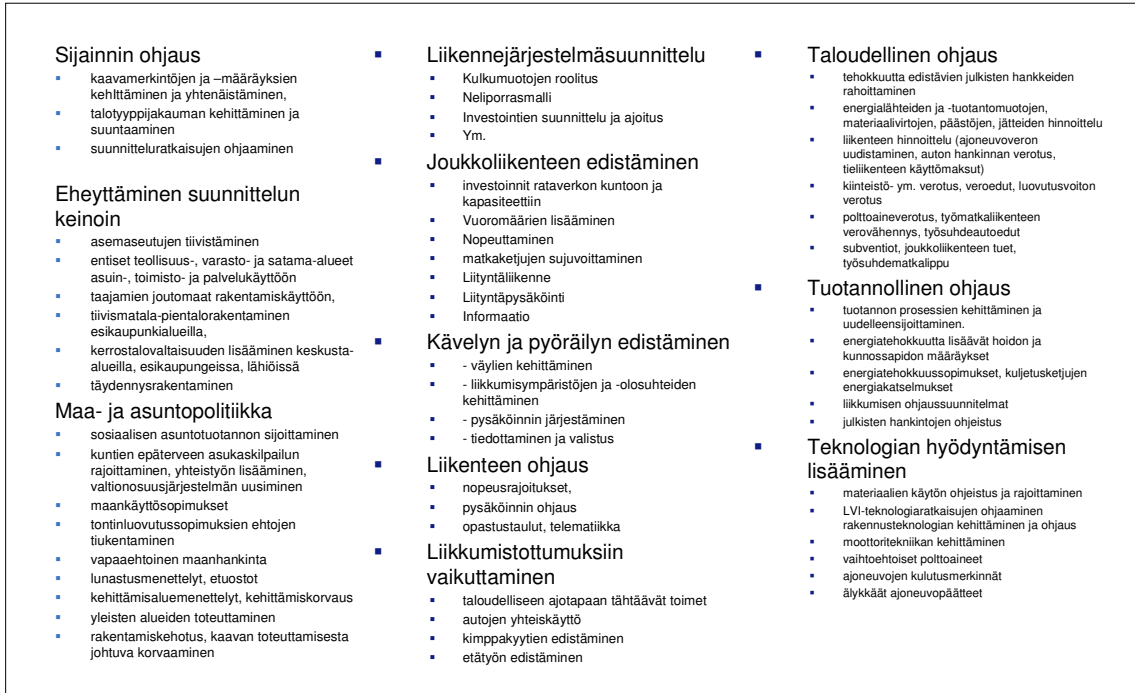 Sijainnin ohjaus
kaavamerkintöjen ja –määräyksien
kehIttäminen ja yhtenäistäminen,
talotyyppijakauman kehittäminen ja
suuntaaminen
suunnitteluratkaisujen ohjaaminen
Eheyttäminen suunnittelun
keinoin
asemaseutujen tiivistäminen
entiset teollisuus-, varasto- ja satama-alueet
asuin-, toimisto- ja palvelukäyttöön
taajamien joutomaat rakentamiskäyttöön,
tiivismatala-pientalorakentaminen
esikaupunkialueilla,
kerrostalovaltaisuuden lisääminen keskusta-
alueilla, esikaupungeissa, lähiöissä
täydennysrakentaminen
Maa- ja asuntopolitiikka
sosiaalisen asuntotuotannon sijoittaminen
kuntien epäterveen asukaskilpailun
rajoittaminen, yhteistyön lisääminen,
valtionosuusjärjestelmän uusiminen
maankäyttösopimukset
tontinluovutussopimuksien ehtojen
tiukentaminen
vapaaehtoinen maanhankinta
lunastusmenettelyt, etuostot
kehittämisaluemenettelyt, kehittämiskorvaus
yleisten alueiden toteuttaminen
rakentamiskehotus, kaavan toteuttamisesta
johtuva korvaaminen
Liikennejärjestelmäsuunnittelu
Kulkumuotojen roolitus
Neliporrasmalli
Investointien suunnittelu ja ajoitus
Ym.
Joukkoliikenteen edistäminen
investoinnit rataverkon kuntoon ja
kapasiteettiin
Vuoromäärien lisääminen
Nopeuttaminen
matkaketjujen sujuvoittaminen
Liityntäliikenne
Liityntäpysäköinti
Informaatio
Kävelyn ja pyöräilyn edistäminen
- väylien kehittäminen
- liikkumisympäristöjen ja -olosuhteiden
kehittäminen
- pysäköinnin järjestäminen
- tiedottaminen ja valistus
Liikenteen ohjaus
nopeusrajoitukset,
pysäköinnin ohjaus
opastustaulut, telematiikka
Liikkumistottumuksiin
vaikuttaminen
taloudelliseen ajotapaan tähtäävät toimet
autojen yhteiskäyttö
kimppakyytien edistäminen
etätyön edistäminen
Taloudellinen ohjaus
tehokkuutta edistävien julkisten hankkeiden
rahoittaminen
energialähteiden ja -tuotantomuotojen,
materiaalivirtojen, päästöjen, jätteiden hinnoittelu
liikenteen hinnoittelu (ajoneuvoveron
uudistaminen, auton hankinnan verotus,
tieliikenteen käyttömaksut)
kiinteistö- ym. verotus, veroedut, luovutusvoiton
verotus
polttoaineverotus, työmatkaliikenteen
verovähennys, työsuhdeautoedut
subventiot, joukkoliikenteen tuet,
työsuhdematkalippu
Tuotannollinen ohjaus
tuotannon prosessien kehittäminen ja
uudelleensijoittaminen.
energiatehokkuutta lisäävät hoidon ja
kunnossapidon määräykset
energiatehokkuussopimukset, kuljetusketjujen
energiakatselmukset
liikkumisen ohjaussuunnitelmat
julkisten hankintojen ohjeistus
Teknologian hyödyntämisen
lisääminen
materiaalien käytön ohjeistus ja rajoittaminen
LVI-teknologiaratkaisujen ohjaaminen
rakennusteknologian kehittäminen ja ohjaus
moottoritekniikan kehittäminen
vaihtoehtoiset polttoaineet
ajoneuvojen kulutusmerkinnät
älykkäät ajoneuvopäätteet